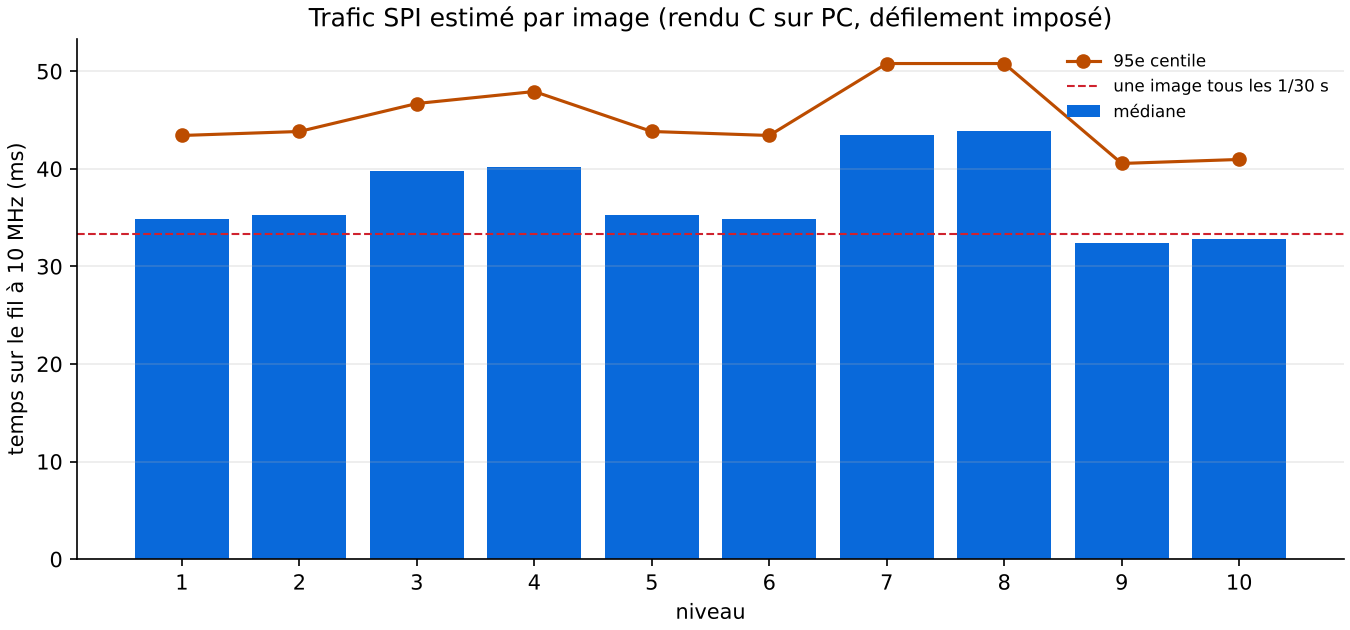 Trafic SPI estimé par image (rendu C sur PC, défilement imposé)
temps sur le fil à 10 MHz (ms)
50
40
30
20
10
0
95e centile
une image tous les 1/30 s
médiane
1 2 3 4 5 6 7 8 9 10
niveau